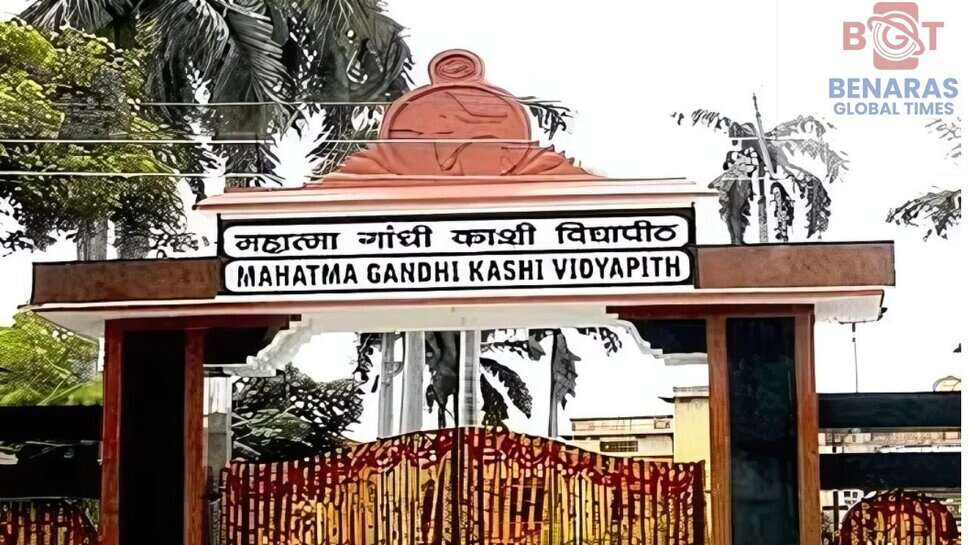 BGT
BENARAS
GLOBAL TIMES
महात्मा गांधी काशी विद्यापीठ
MAHATMA GANDHI KASHI VIDYAPITH